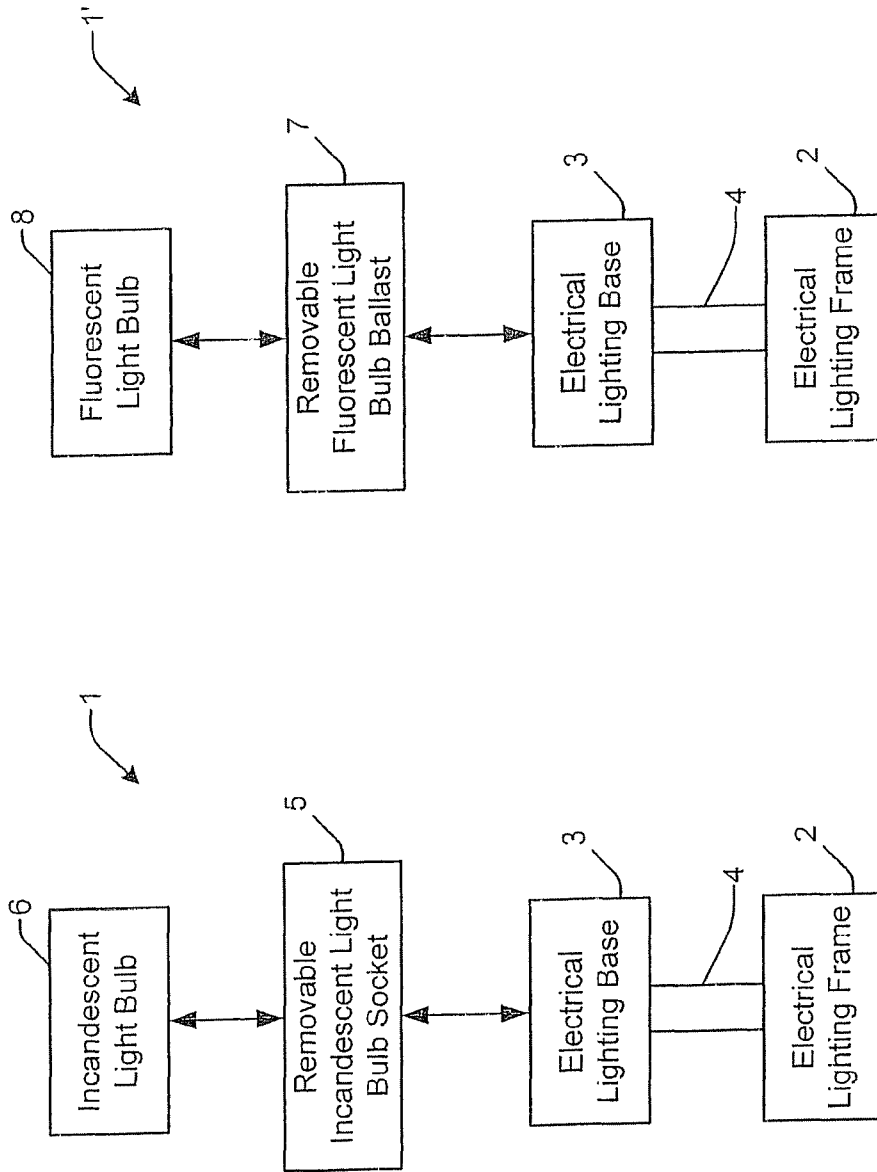 1
6
Incandescent
Light Bulb
5
Removable
Incandescent Light
Bulb Socket
3
Electrical
Lighting Base
4
2
Electrical
Lighting Frame
1'
8
Fluorescent
Light Bulb
7
Removable
Fluorescent Light
Bulb Ballast
3
Electrical
Lighting Base
4
2
Electrical
Lighting Frame